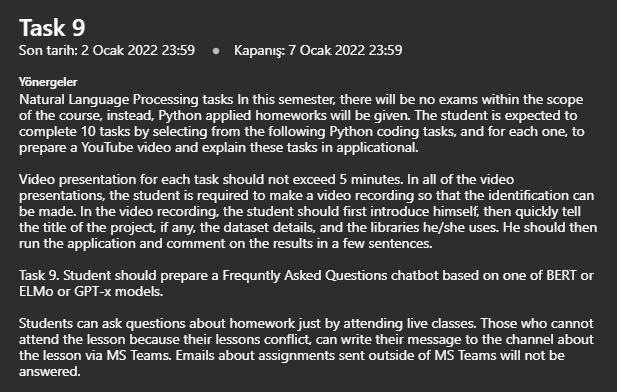 Task 9
Son tarih: 2 Ocak 2022 23:59 • Kapanış: 7 Ocak 2022 23:59
Yönergeler
Natural Language Processing tasks In this semester, there will be no exams within the scope
of the course, instead, Python applied homeworks will be given. The student is expected to
complete 10 tasks by selecting from the following Python coding tasks, and for each one, to
prepare a YouTube video and explain these tasks in applicational.
Video presentation for each task should not exceed 5 minutes. In all of the video
presentations, the student is required to make a video recording so that the identification can
be made. In the video recording, the student should first introduce himself, then quickly tell
the title of the project, if any, the dataset details, and the libraries he/she uses. He should then
run the application and comment on the results in a few sentences.
Task 9. Student should prepare a Frequntly Asked Questions chatbot based on one of BERT or
ELMo or GPT-x models.
Students can ask questions about homework just by attending live classes. Those who cannot
attend the lesson because their lessons conflict, can write their message to the channel about
the lesson via MS Teams. Emails about assignments sent outside of MS Teams will not be
answered.